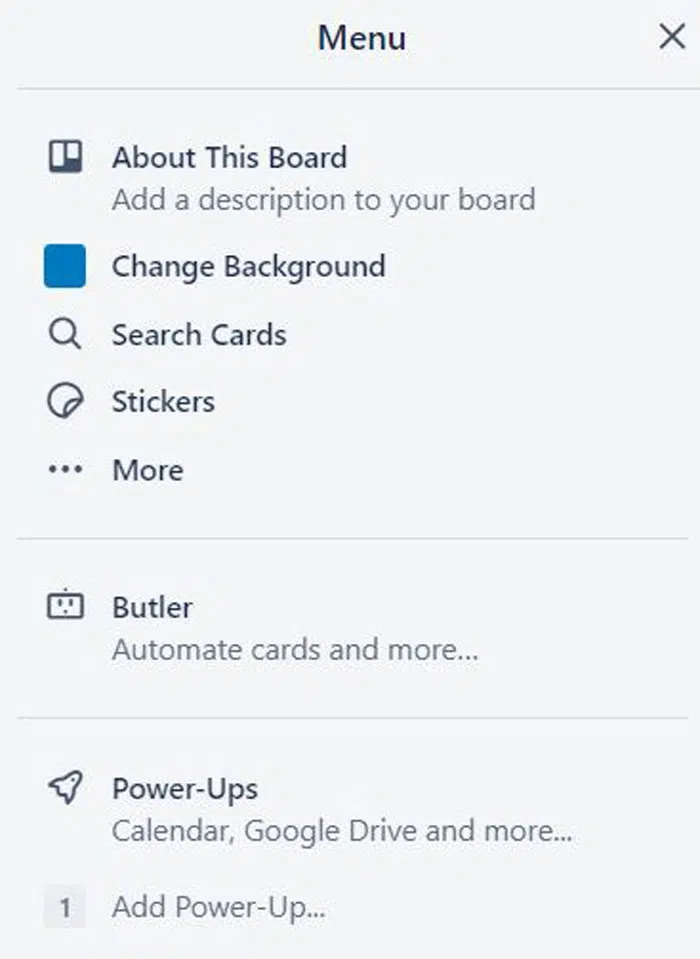 Menu
About This Board
Add a description to your board
Change Background
Search Cards
Stickers
More
Butler
Automate cards and more...
Power-Ups
Calendar, Google Drive and more...
1 Add Power-Up...